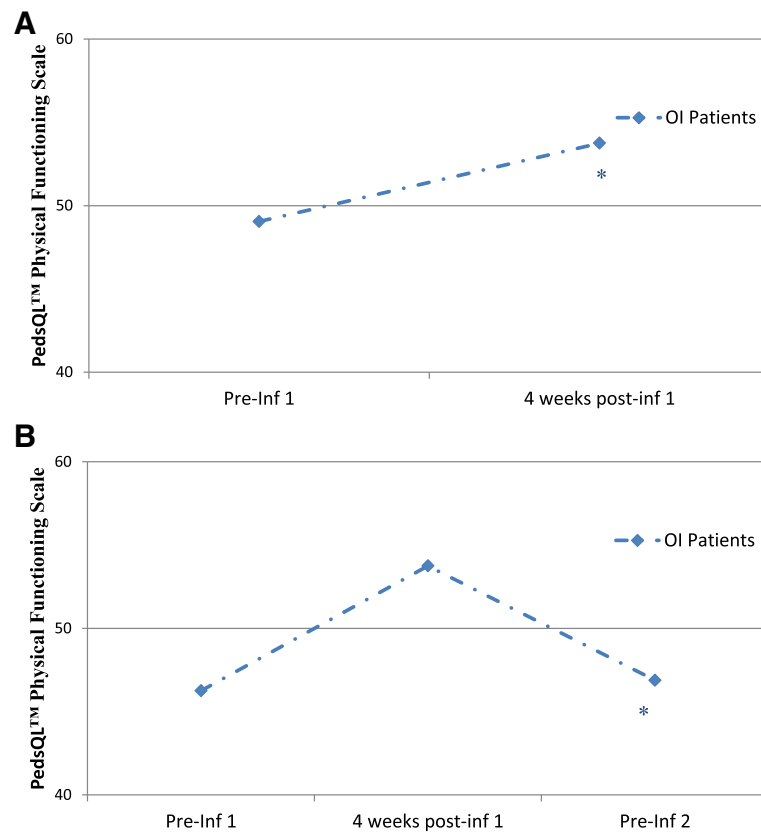 A
60
50
40
PedsQL™ Physical Functioning Scale
OI Patients
*
Pre-Inf 1
4 weeks post-inf 1
B
60
50
40
PedsQL™ Physical Functioning Scale
OI Patients
*
Pre-Inf 1
4 weeks post-inf 1
Pre-Inf 2